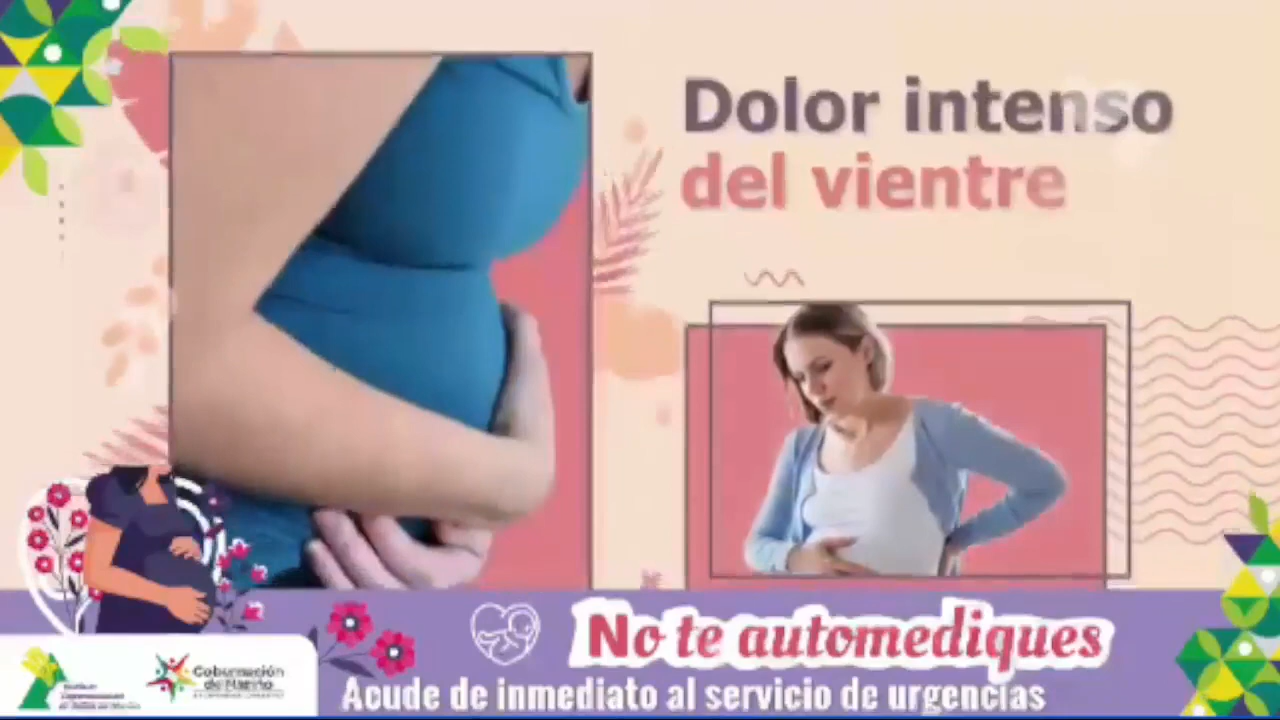 Dolor intenso
del vientre
No te automediques
Acude de inmediato al servicio de urgencias
Gobernación
de Nariño